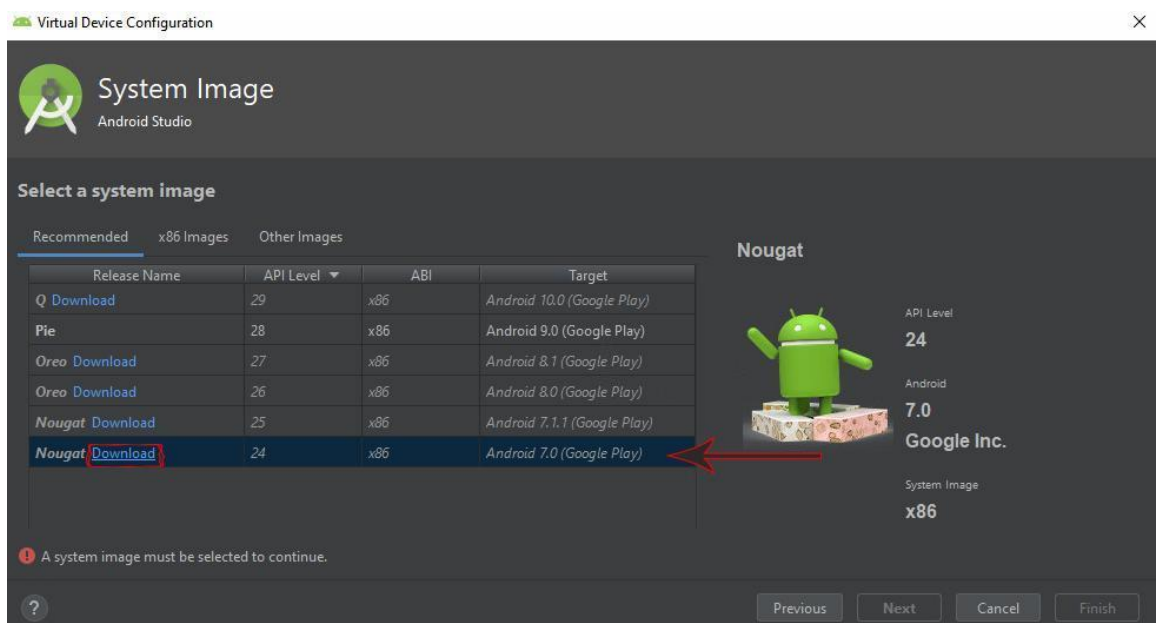 Virtual Device Configuration
System Image
Android Studio
Select a system image
Recommended x86 Images Other Images
Release Name API Level ABI Target
Q Download 29 x86 Android 10.0 (Google Play)
Pie 28 x86 Android 9.0 (Google Play)
Oreo Download 27 x86 Android 8.1 (Google Play)
Oreo Download 26 x86 Android 8.0 (Google Play)
Nougat Download 25 x86 Android 7.1.1 (Google Play)
Nougat Download 24 x86 Android 7.0 (Google Play)
Nougat
API Level
24
Android
7.0
Google Inc.
System Image
x86
A system image must be selected to continue.
? Previous Next Cancel Finish